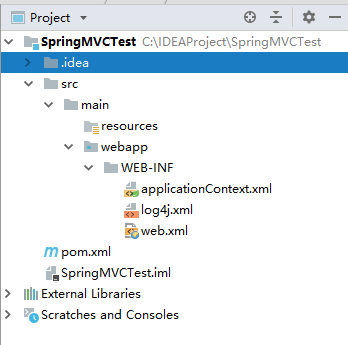 Project
SpringMVCTest C:\IDEAProject\SpringMVCTest
.idea
src
main
resources
webapp
WEB-INF
applicationContext.xml
log4j.xml
web.xml
pom.xml
SpringMVCTest.iml
External Libraries
Scratches and Consoles